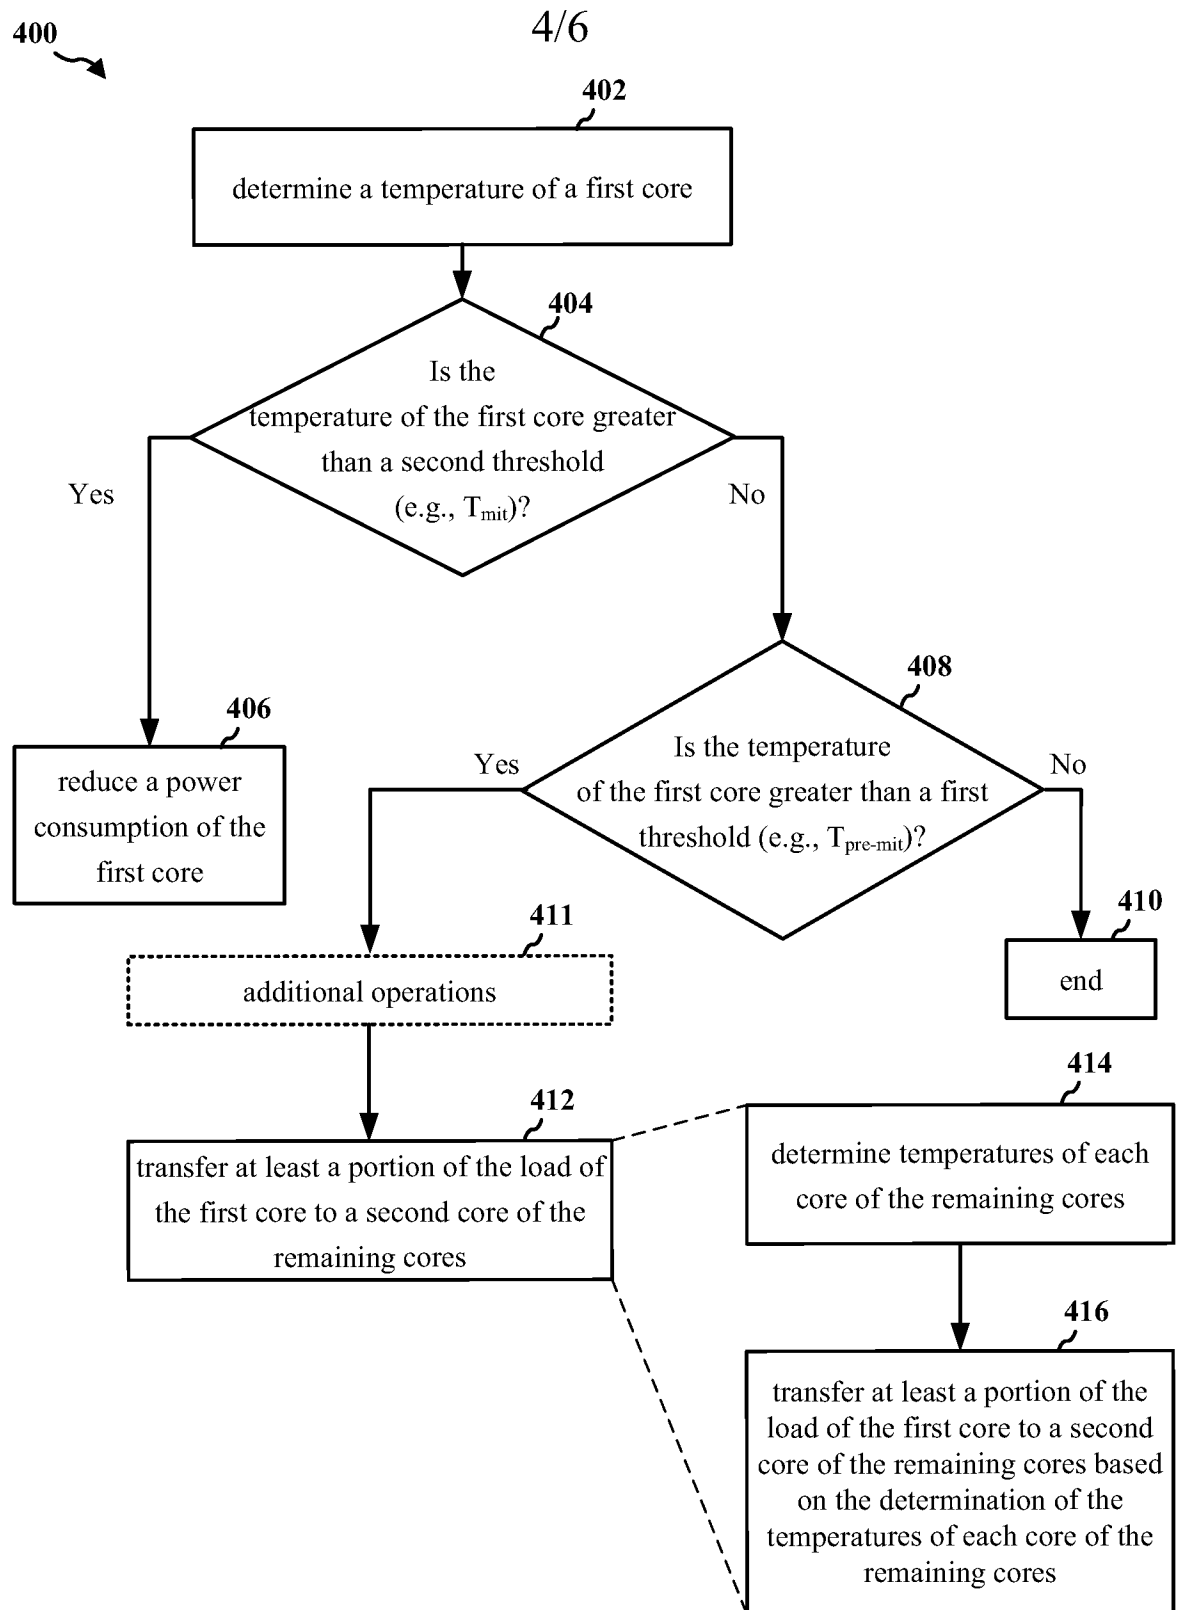 4/6
400
402
determine a temperature of a first core
404
Is the
temperature of the first core greater
than a second threshold
(e.g., Tmit)?
Yes
No
406
reduce a power
consumption of the
first core
408
Is the temperature
of the first core greater than a first
threshold (e.g., Tpre-mit)?
Yes
No
410
end
411
additional operations
412
transfer at least a portion of the load of
the first core to a second core of the
remaining cores
414
determine temperatures of each
core of the remaining cores
416
transfer at least a portion of the
load of the first core to a second
core of the remaining cores based
on the determination of the
temperatures of each core of the
remaining cores